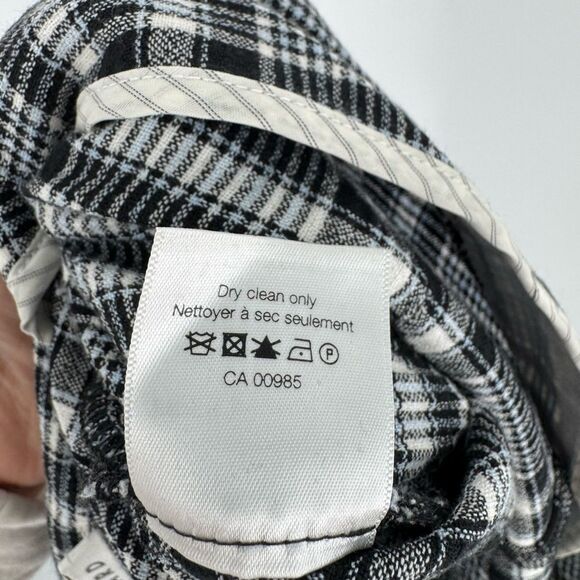 Dry clean only
Nettoyer à sec seulement
P
CA 00985